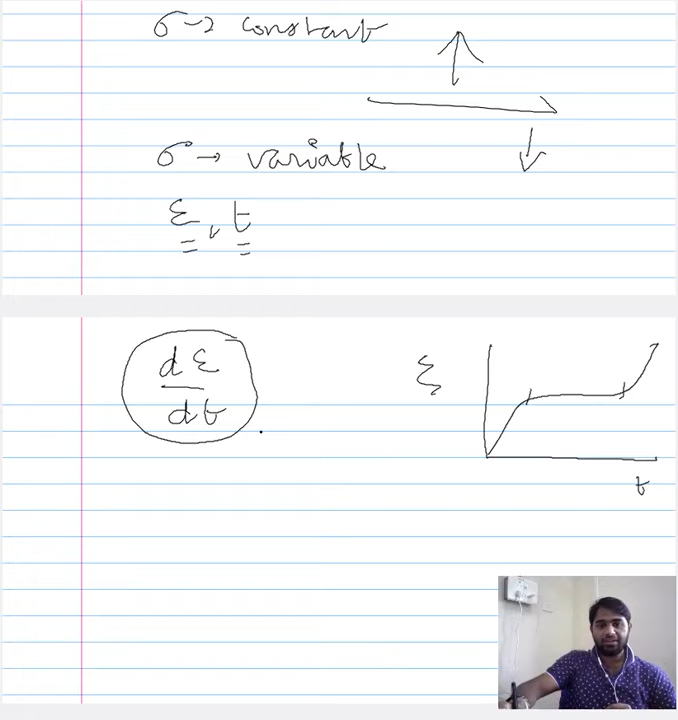 σ → constant
σ → variable
ε, t
dε
dt
ε
t